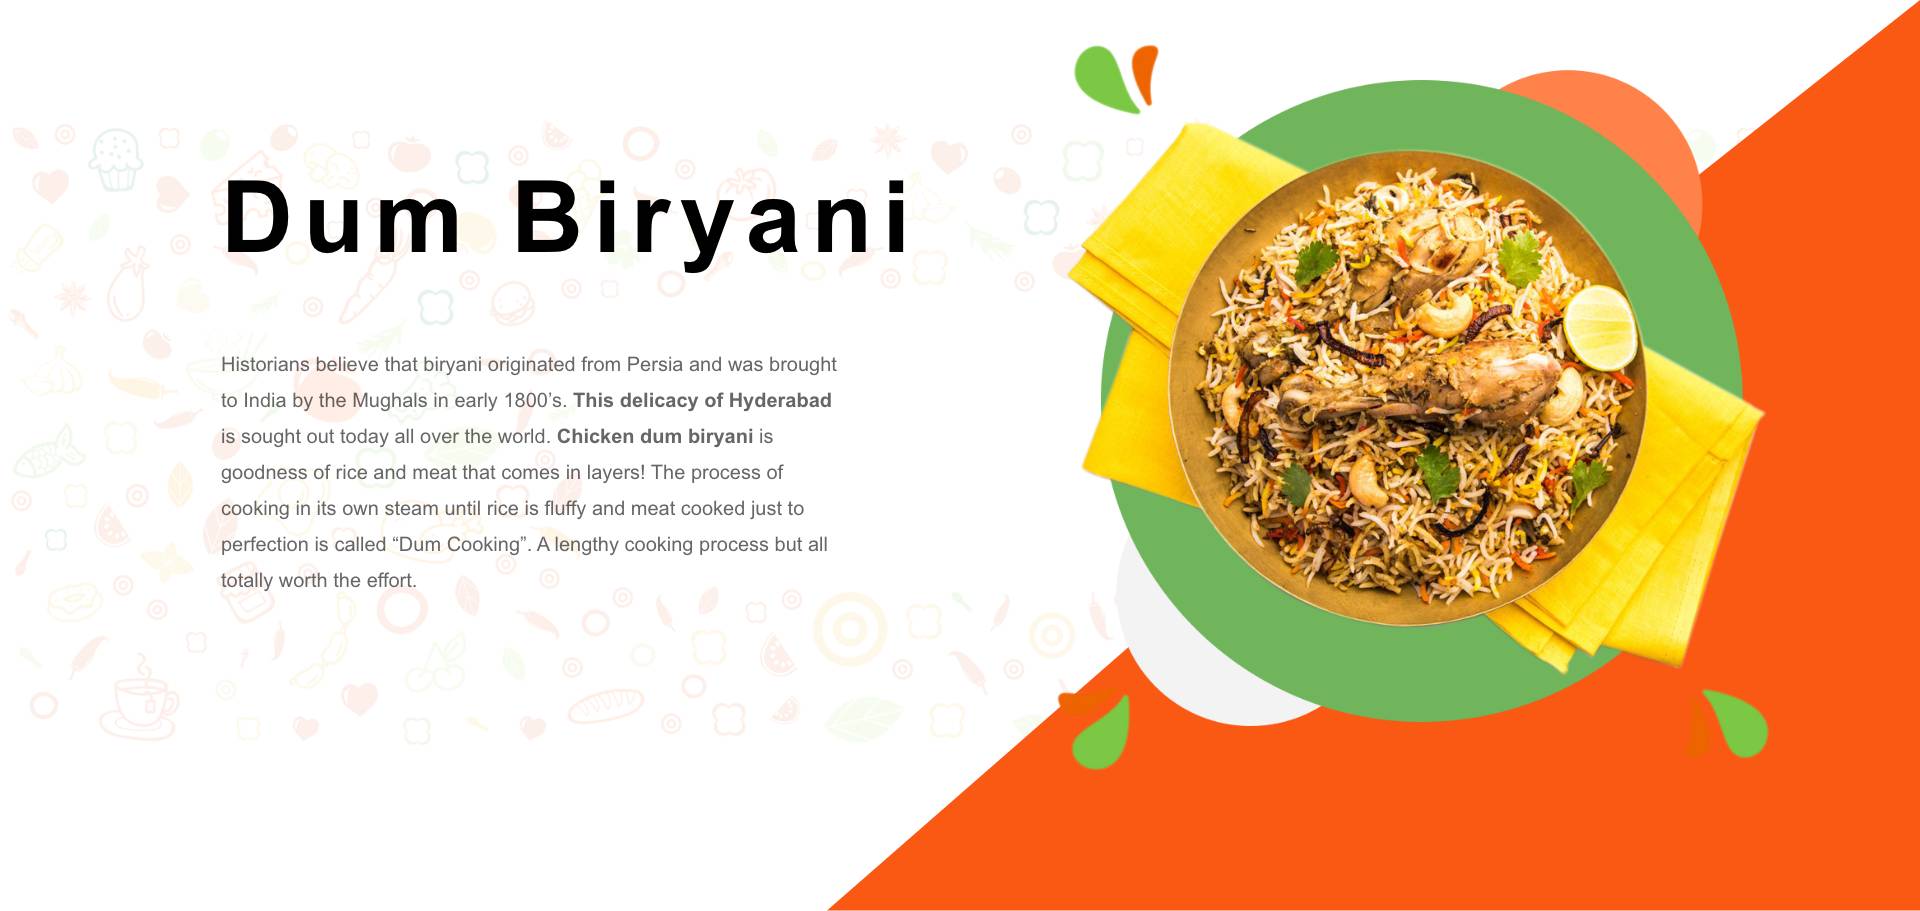 Dum Biryani
Historians believe that biryani originated from Persia and was brought
to India by the Mughals in early 1800’s. This delicacy of Hyderabad
is sought out today all over the world. Chicken dum biryani is
goodness of rice and meat that comes in layers! The process of
cooking in its own steam until rice is fluffy and meat cooked just to
perfection is called “Dum Cooking”. A lengthy cooking process but all
totally worth the effort.